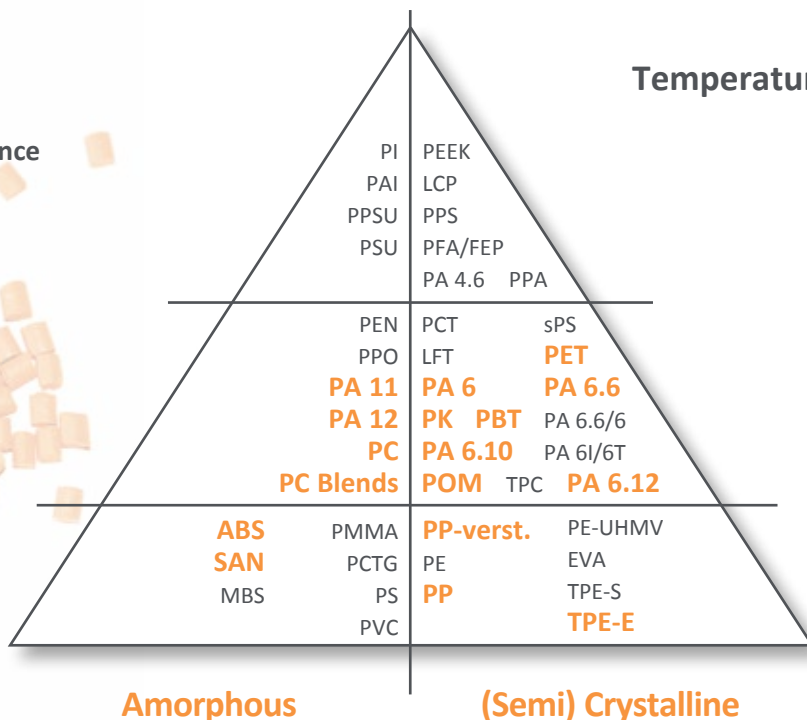 Temperatur
nce
PI PEEK
PAI LCP
PPSU PPS
PSU PFA/FEP
PA 4.6 PPA
PEN PCT sPS
PPO LFT PET
PA 11 PA 6 PA 6.6
PA 12 PK PBT PA 6.6/6
PC PA 6.10 PA 6I/6T
PC Blends POM TPC PA 6.12
ABS PMMA PP-verst. PE-UHMV
SAN PCTG PE EVA
MBS PS PP TPE-S
PVC TPE-E
Amorphous (Semi) Crystalline